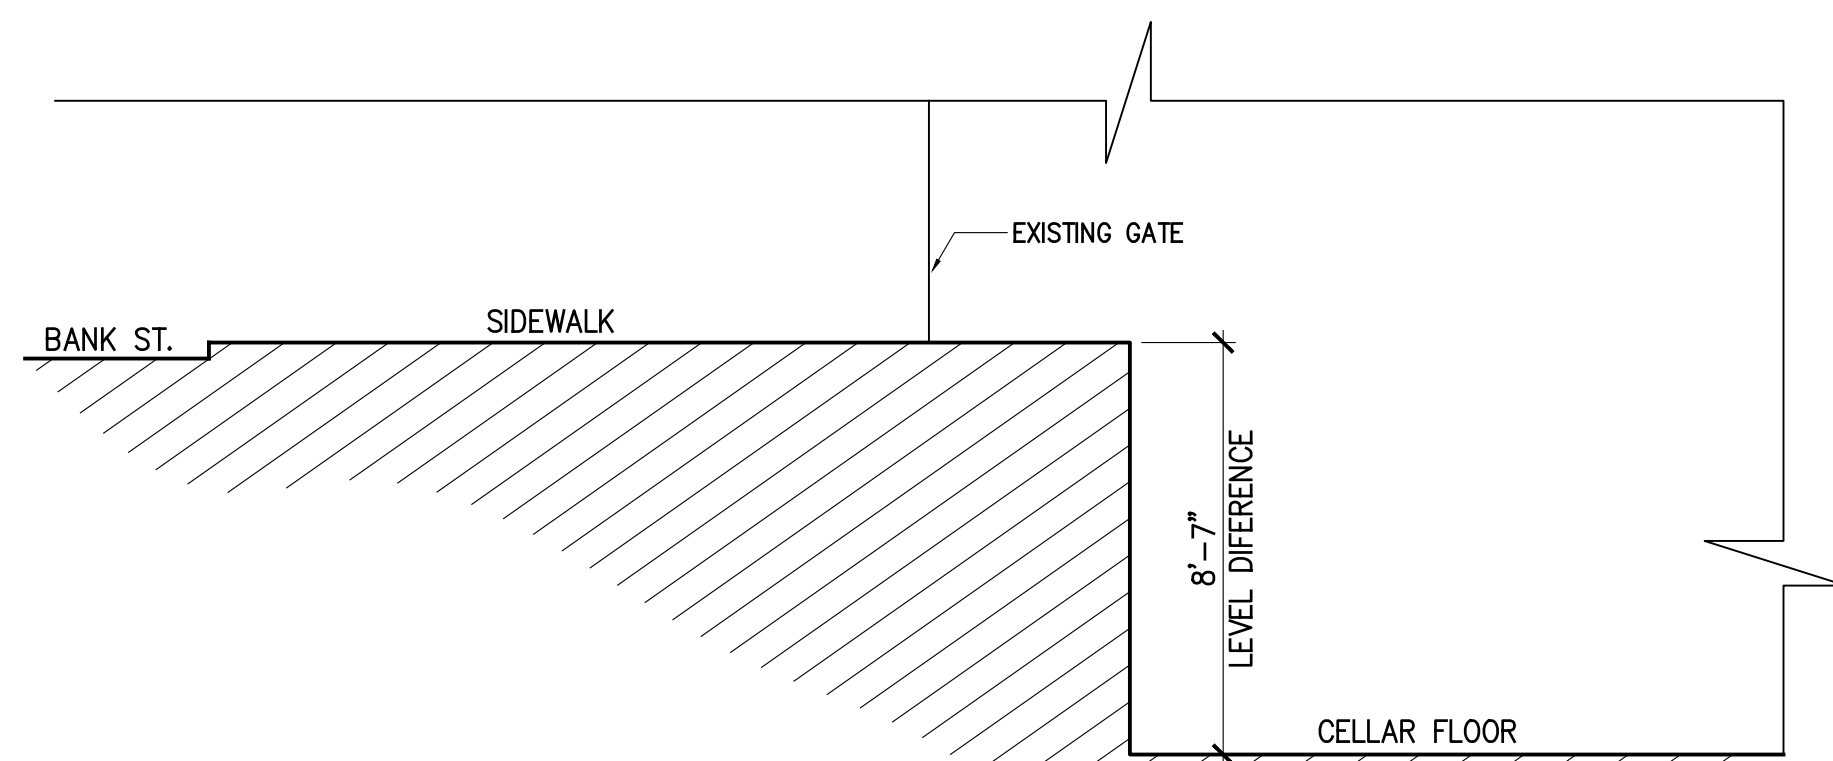 EXISTING GATE
SIDEWALK
BANK ST.
8'-7"
LEVEL DIFERENCE
CELLAR FLOOR